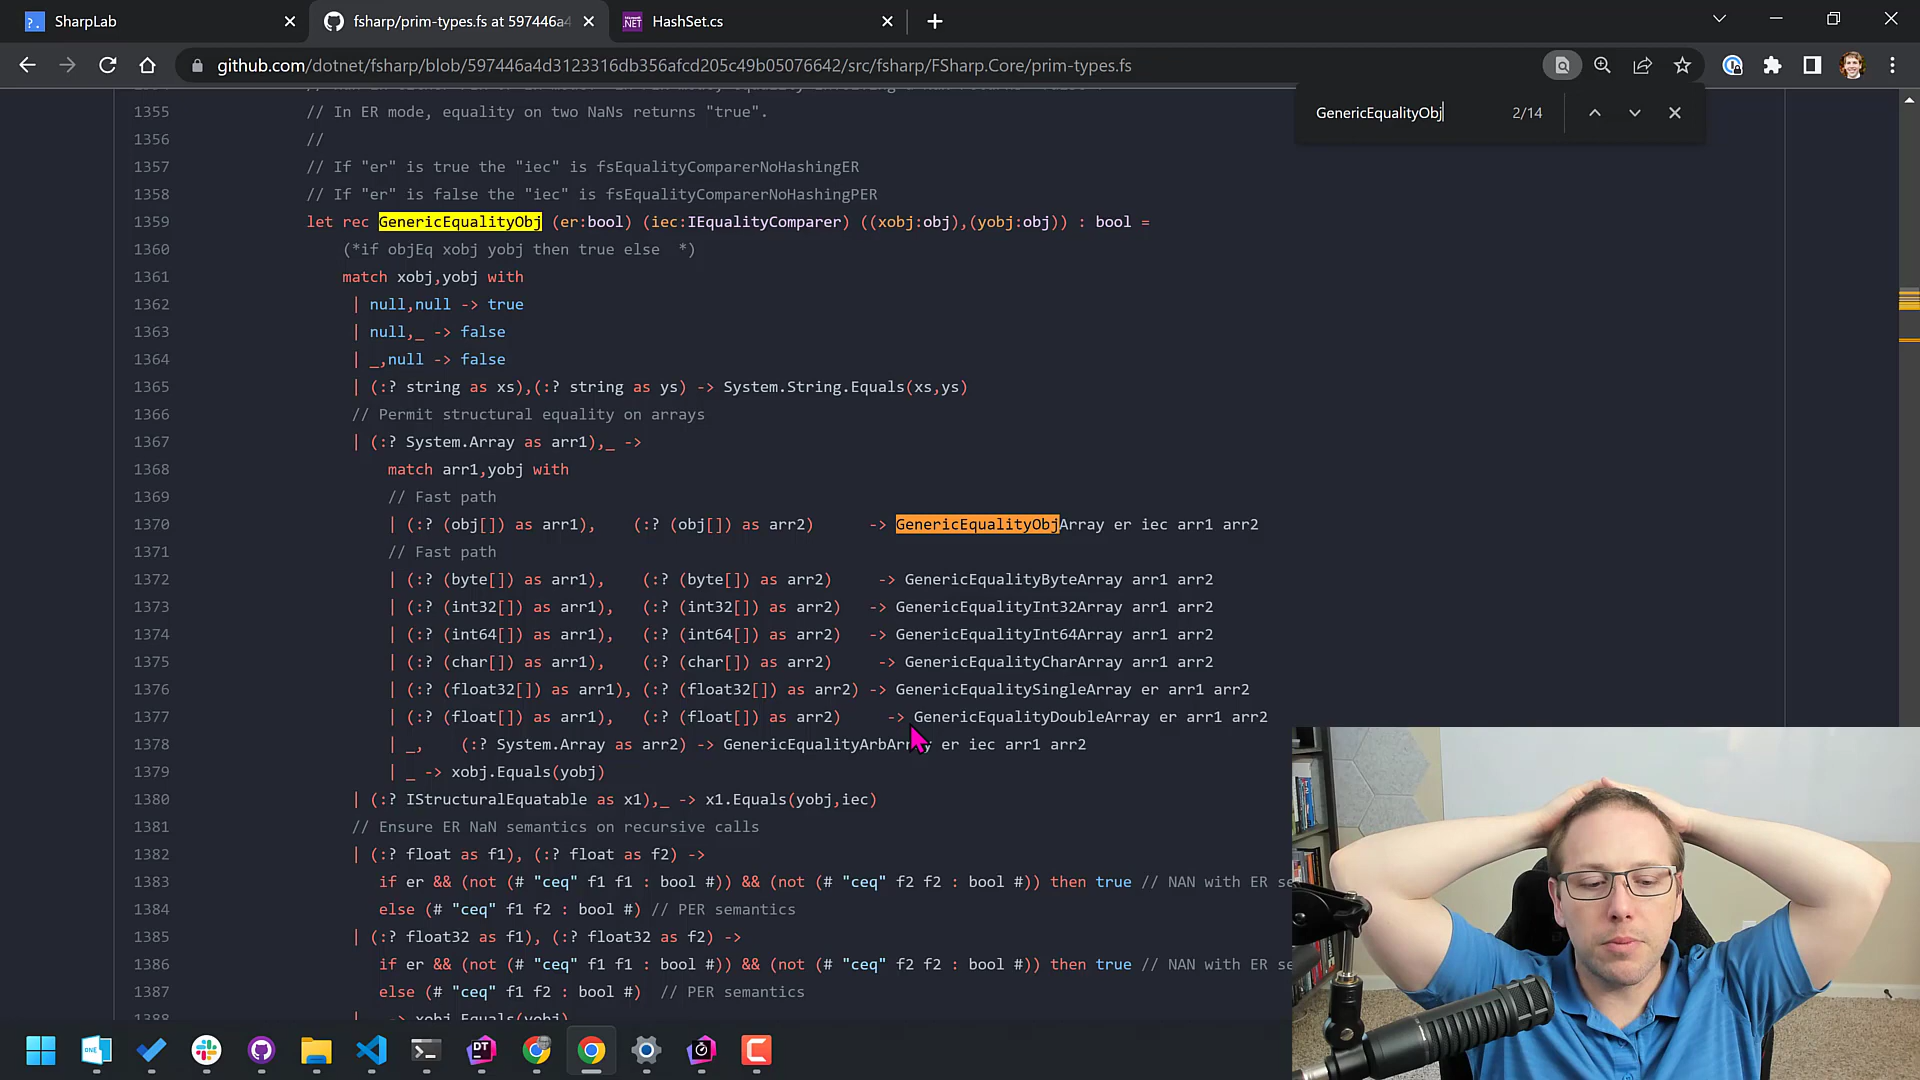 SharpLab
fsharp/prim-types.fs at 597446a4
HashSet.cs
github.com/dotnet/fsharp/blob/597446a4d3123316db356afcd205c49b05076642/src/fsharp/FSharp.Core/prim-types.fs
GenericEqualityObj 2/14
1355 // In ER mode, equality on two NaNs returns "true".
1356 //
1357 // If "er" is true the "iec" is fsEqualityComparerNoHashingER
1358 // If "er" is false the "iec" is fsEqualityComparerNoHashingPER
1359 let rec GenericEqualityObj (er:bool) (iec:IEqualityComparer) ((xobj:obj),(yobj:obj)) : bool =
1360 (*if objEq xobj yobj then true else  *)
1361 match xobj,yobj with
1362 | null,null -> true
1363 | null,_ -> false
1364 | _,null -> false
1365 | (:? string as xs),(:? string as ys) -> System.String.Equals(xs,ys)
1366 // Permit structural equality on arrays
1367 | (:? System.Array as arr1),_ ->
1368 match arr1,yobj with
1369 // Fast path
1370 | (:? (obj[]) as arr1), (:? (obj[]) as arr2) -> GenericEqualityObjArray er iec arr1 arr2
1371 // Fast path
1372 | (:? (byte[]) as arr1), (:? (byte[]) as arr2) -> GenericEqualityByteArray arr1 arr2
1373 | (:? (int32[]) as arr1), (:? (int32[]) as arr2) -> GenericEqualityInt32Array arr1 arr2
1374 | (:? (int64[]) as arr1), (:? (int64[]) as arr2) -> GenericEqualityInt64Array arr1 arr2
1375 | (:? (char[]) as arr1), (:? (char[]) as arr2) -> GenericEqualityCharArray arr1 arr2
1376 | (:? (float32[]) as arr1), (:? (float32[]) as arr2) -> GenericEqualitySingleArray er arr1 arr2
1377 | (:? (float[]) as arr1), (:? (float[]) as arr2) -> GenericEqualityDoubleArray er arr1 arr2
1378 | _, (:? System.Array as arr2) -> GenericEqualityArbArray er iec arr1 arr2
1379 | _ -> xobj.Equals(yobj)
1380 | (:? IStructuralEquatable as x1),_ -> x1.Equals(yobj,iec)
1381 // Ensure ER NaN semantics on recursive calls
1382 | (:? float as f1), (:? float as f2) ->
1383 if er && (not (# "ceq" f1 f1 : bool #)) && (not (# "ceq" f2 f2 : bool #)) then true // NAN with ER se
1384 else (# "ceq" f1 f2 : bool #) // PER semantics
1385 | (:? float32 as f1), (:? float32 as f2) ->
1386 if er && (not (# "ceq" f1 f1 : bool #)) && (not (# "ceq" f2 f2 : bool #)) then true // NAN with ER se
1387 else (# "ceq" f1 f2 : bool #)  // PER semantics
1388 | _ -> xobj.Equals(yobj)